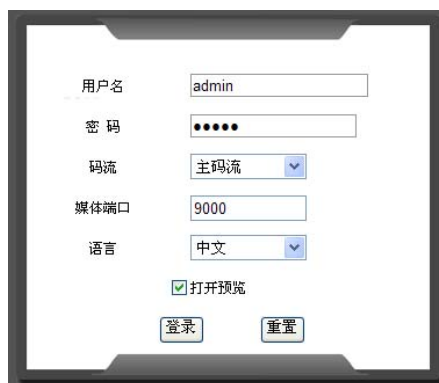 用户名 admin
密 码 •••••
码流 主码流
媒体端口 9000
语言 中文
打开预览
登录 重置